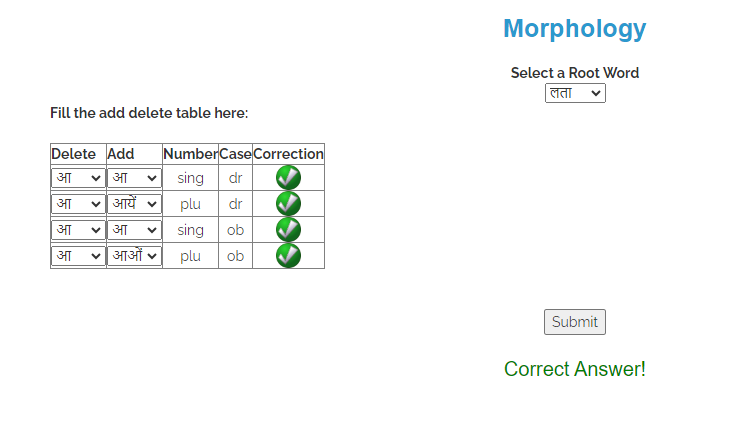 Morphology
Select a Root Word
लता
Fill the add delete table here:
Delete Add Number Case Correction
आ आ sing dr
आ आयें plu dr
आ आ sing ob
आ आओं plu ob
Submit
Correct Answer!